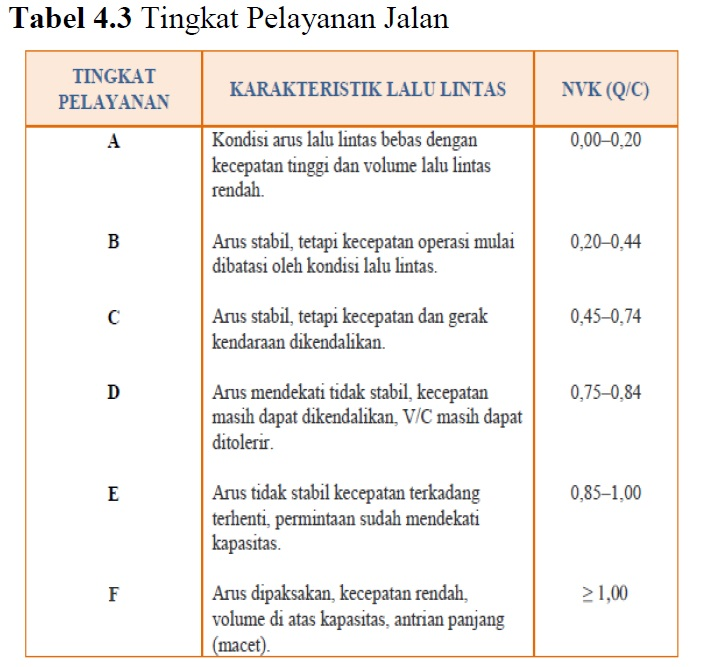 Tabel 4.3 Tingkat Pelayanan Jalan
TINGKAT
PELAYANAN
KARAKTERISTIK LALU LINTAS
NVK (Q/C)
A
Kondisi arus lalu lintas bebas dengan
kecepatan tinggi dan volume lalu lintas
rendah.
0,00–0,20
B
Arus stabil, tetapi kecepatan operasi mulai
dibatasi oleh kondisi lalu lintas.
0,20–0,44
C
Arus stabil, tetapi kecepatan dan gerak
kendaraan dikendalikan.
0,45–0,74
D
Arus mendekati tidak stabil, kecepatan
masih dapat dikendalikan, V/C masih dapat
ditolerir.
0,75–0,84
E
Arus tidak stabil kecepatan terkadang
terhenti, permintaan sudah mendekati
kapasitas.
0,85–1,00
F
Arus dipaksakan, kecepatan rendah,
volume di atas kapasitas, antrian panjang
(macet).
≥ 1,00